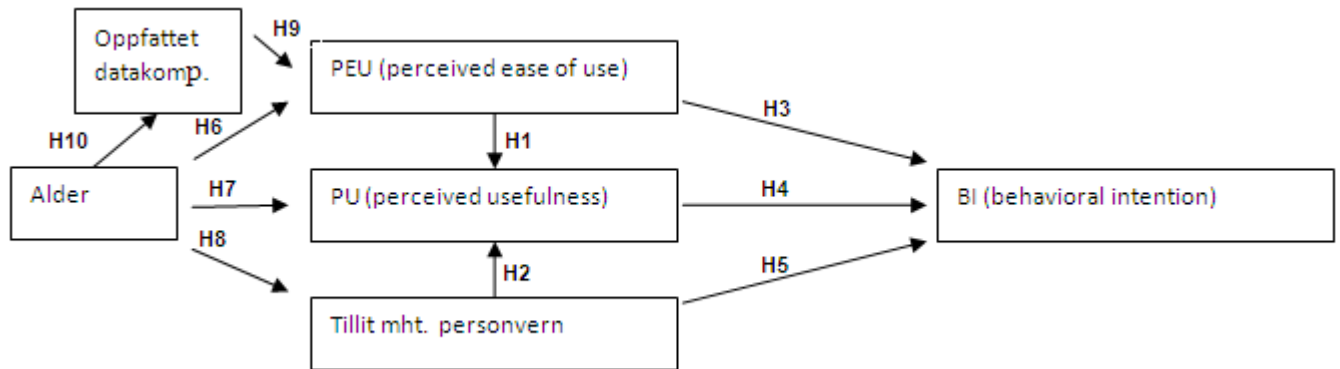 Oppfattet
datakomp.
H9
PEU (perceived ease of use)
H3
H10
H6
H1
Alder
H7
PU (perceived usefulness)
H4
BI (behavioral intention)
H8
H2
H5
Tillit mht. personvern